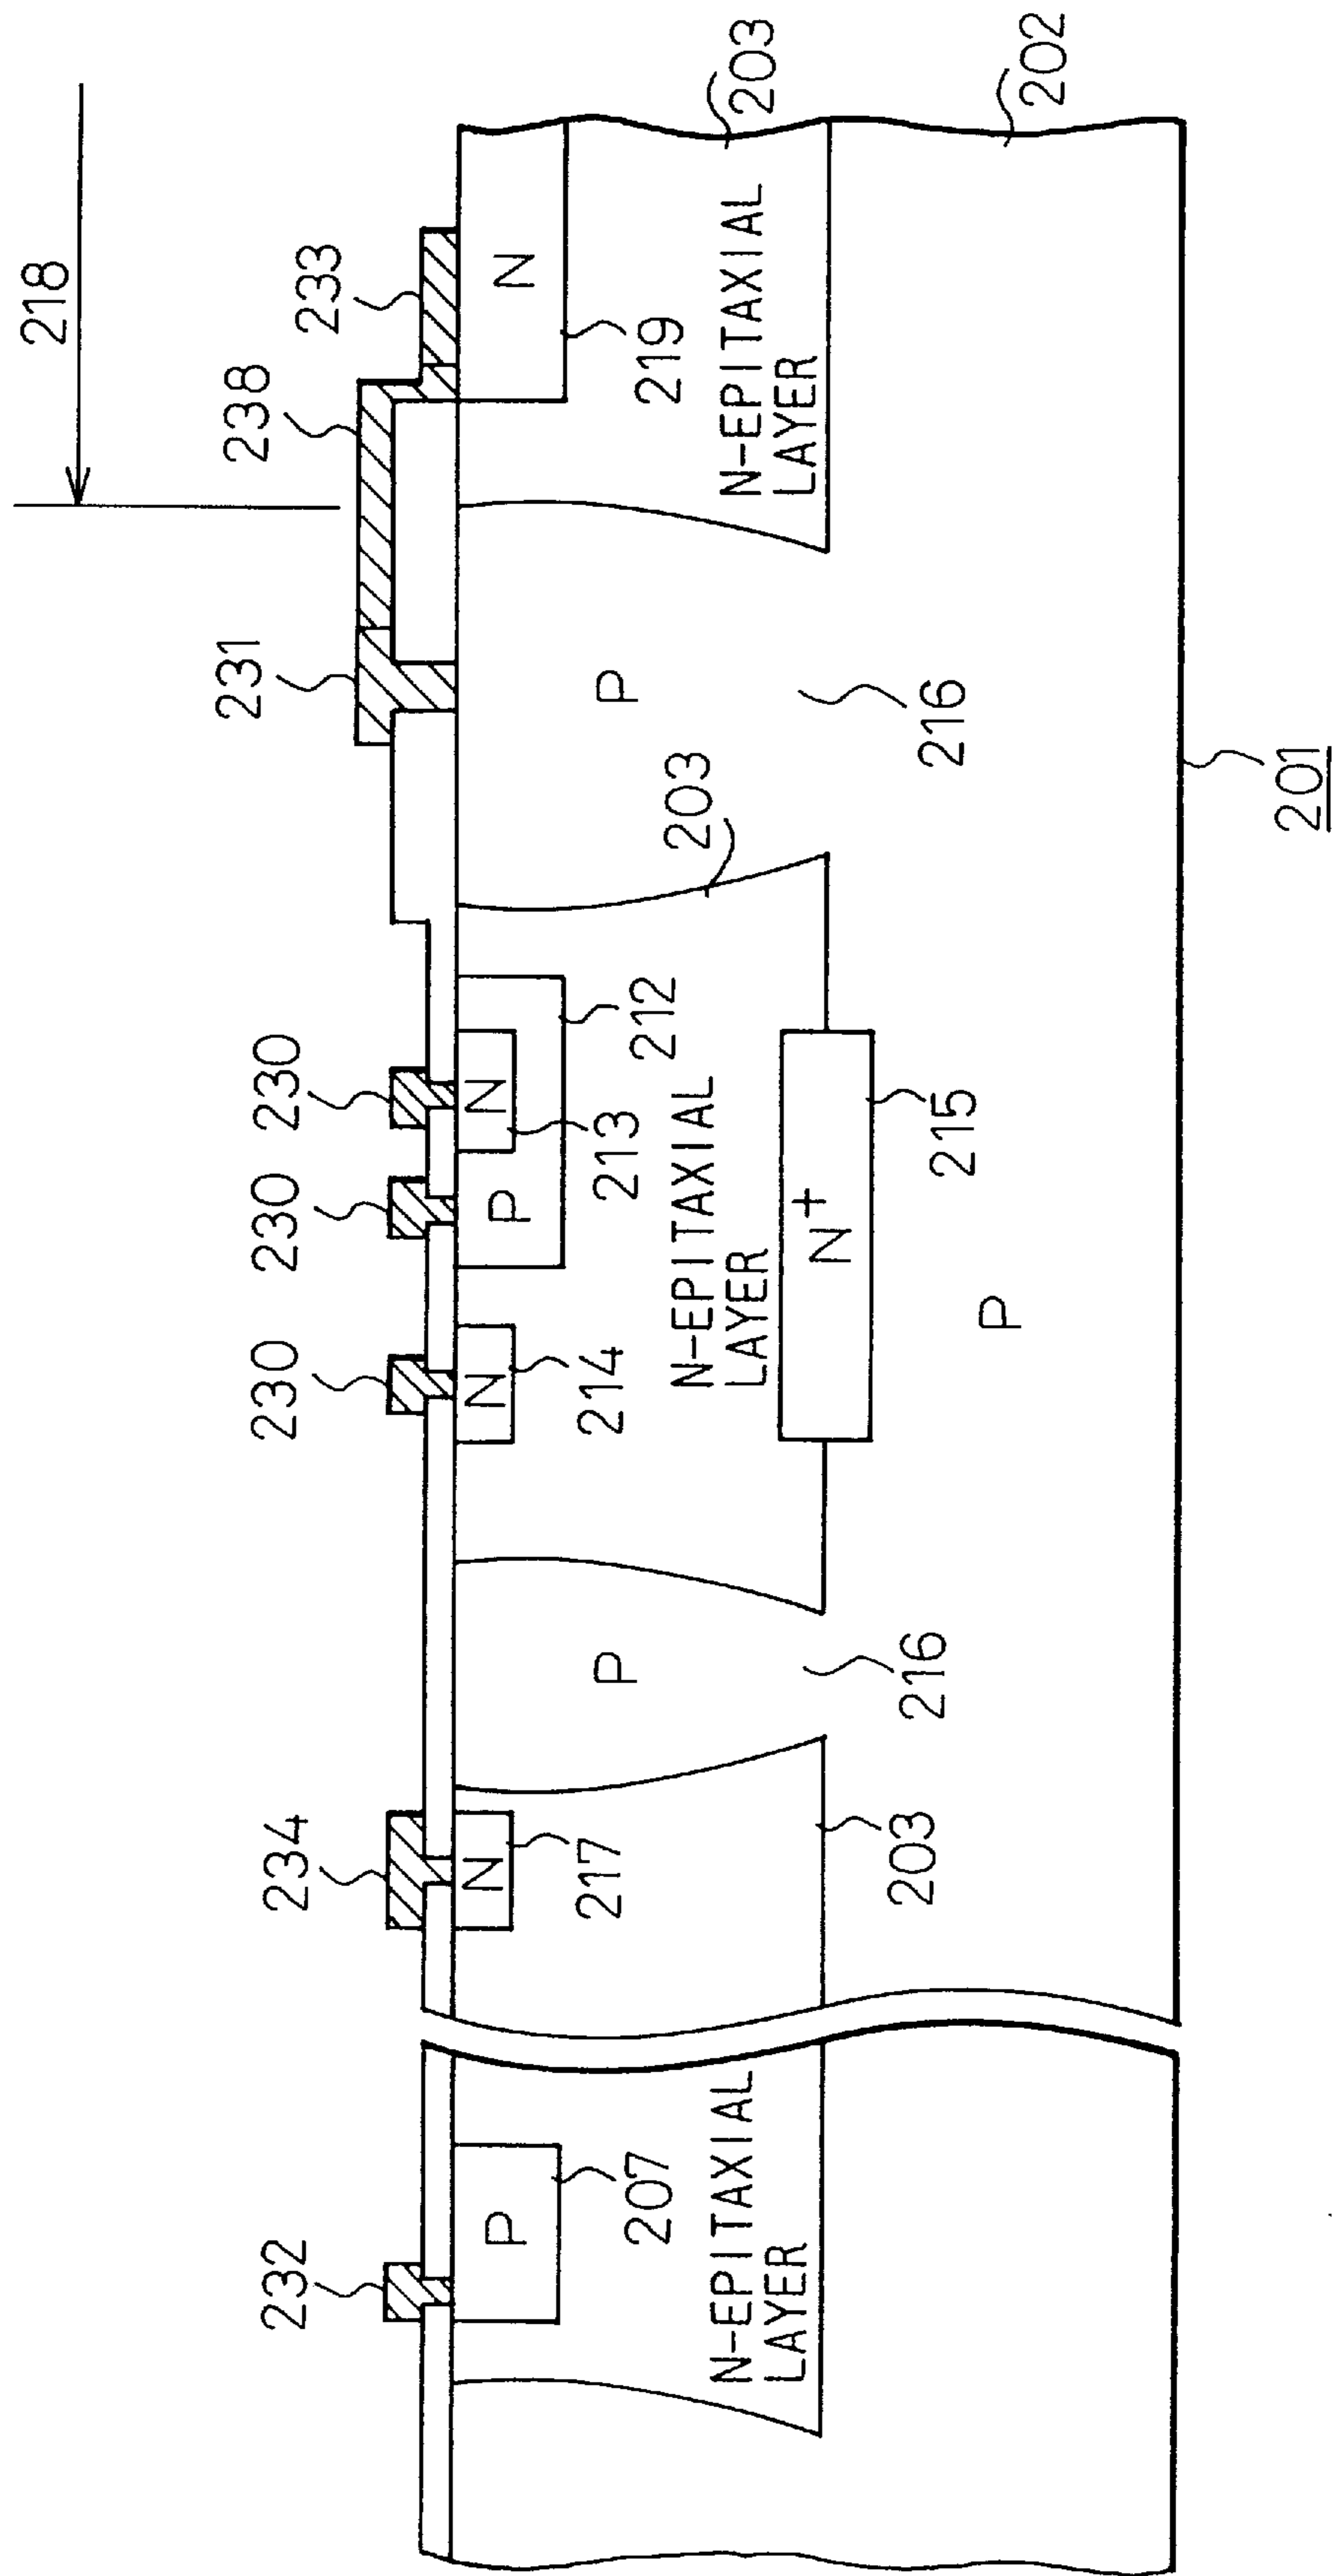 218
232
234
230
230
230
231
238
233
P
207
N
217
N
214
P
N
213
212
N
219
N-EPITAXIAL
LAYER
203
P
216
N-EPITAXIAL
LAYER
203
P
216
N-EPITAXIAL
LAYER
203
N+
215
P
202
201